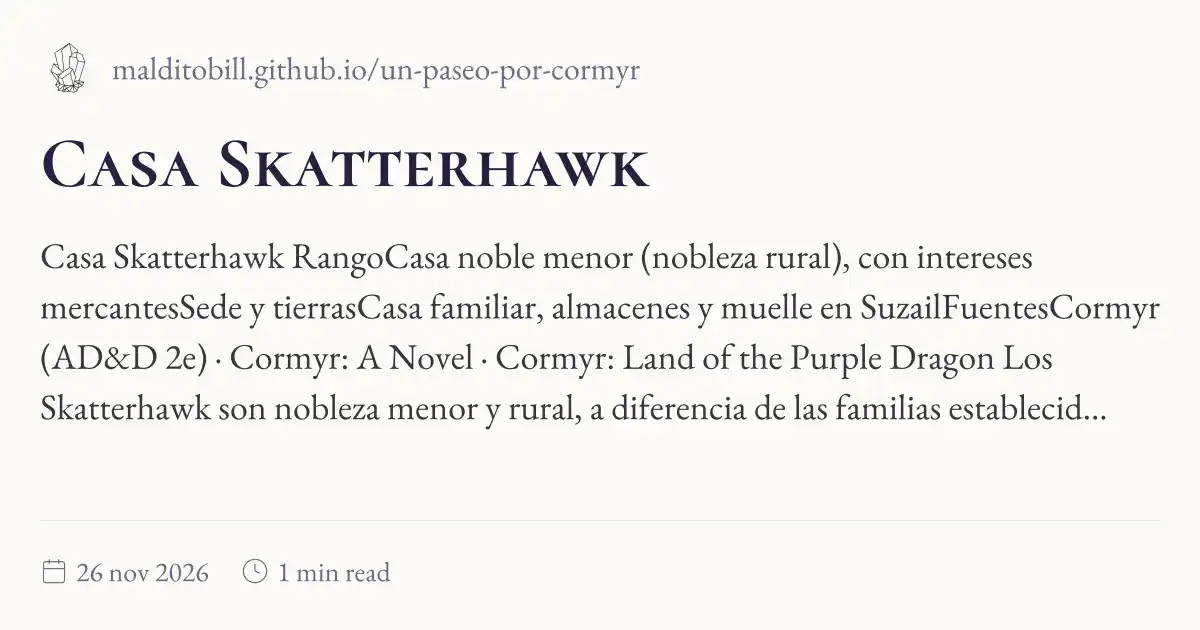 malditobill.github.io/un-paseo-por-cormyr
Casa Skatterhawk
Casa Skatterhawk RangoCasa noble menor (nobleza rural), con intereses
mercantesSede y tierrasCasa familiar, almacenes y muelle en SuzailFuentesCormyr
(AD&D 2e) · Cormyr: A Novel · Cormyr: Land of the Purple Dragon Los
Skatterhawk son nobleza menor y rural, a diferencia de las familias establecid...
26 nov 2026
1 min read